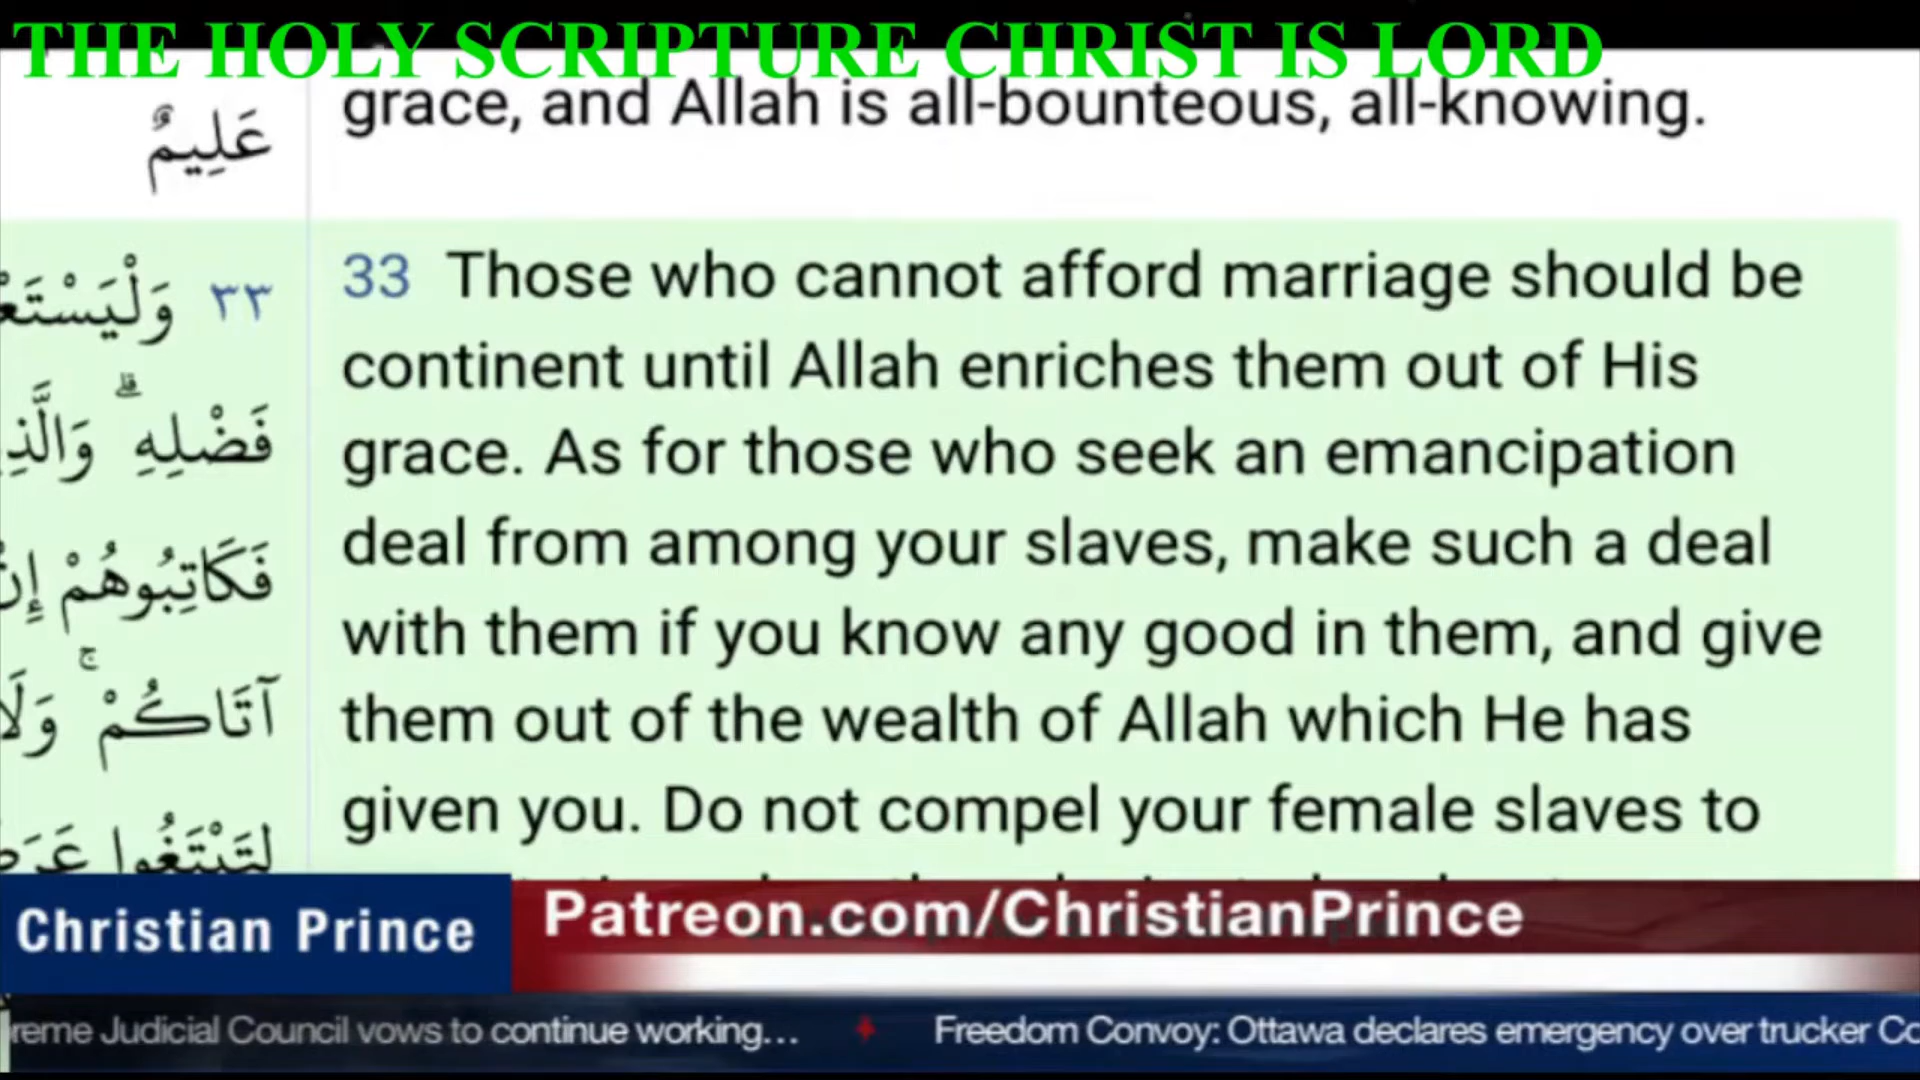 THE HOLY SCRIPTURE CHRIST IS LORD
grace, and Allah is all-bounteous, all-knowing.
عَلِيمٌ
33 Those who cannot afford marriage should be
continent until Allah enriches them out of His
grace. As for those who seek an emancipation
deal from among your slaves, make such a deal
with them if you know any good in them, and give
them out of the wealth of Allah which He has
given you. Do not compel your female slaves to
٣٣
فَضْلِهِ ۗ
فَكَاتِبُوهُمْ
آتَاكُمْ ۚ
لِتَبْتَغُوا
Christian Prince
Patreon.com/ChristianPrince
Judicial Council vows to continue working...
Freedom Convoy: Ottawa declares emergency over trucker